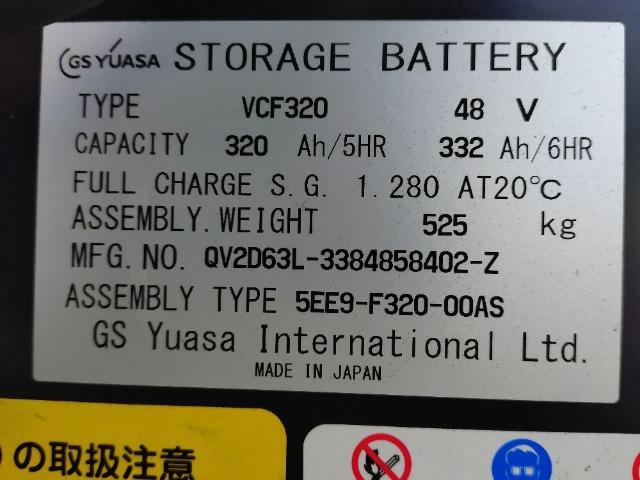 GS YUASA STORAGE BATTERY
TYPE VCF320 48 V
CAPACITY 320 Ah/5HR 332 Ah/6HR
FULL CHARGE S.G. 1.280 AT20℃
ASSEMBLY.WEIGHT 525 kg
MFG.NO. QV2D63L-3384858402-Z
ASSEMBLY TYPE 5EE9-F320-00AS
GS Yuasa International Ltd.
MADE IN JAPAN
の取扱注意